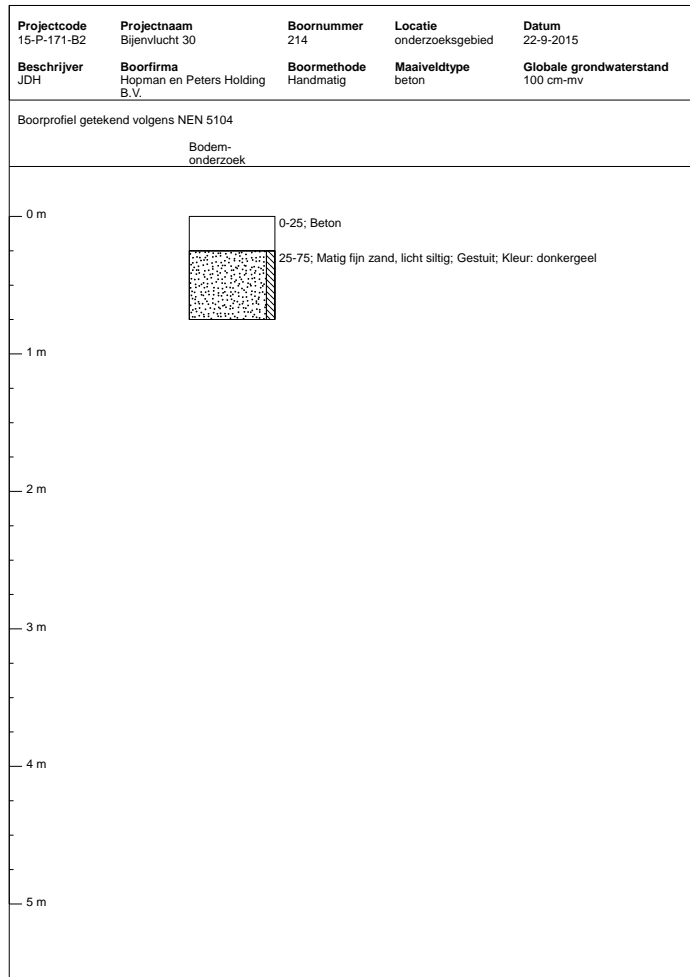 Projectcode Projectnaam Boornummer Locatie Datum
15-P-171-B2 Bijenvlucht 30 214 onderzoeksgebied 22-9-2015
Beschrijver Boorfirma Boormethode Maaiveldtype Globale grondwaterstand
JDH Hopman en Peters Holding Handmatig beton 100 cm-mv
B.V.
Boorprofiel getekend volgens NEN 5104
Bodem-
onderzoek
0 m
0-25; Beton
25-75; Matig fijn zand, licht siltig; Gestuit; Kleur: donkergeel
1 m
2 m
3 m
4 m
5 m